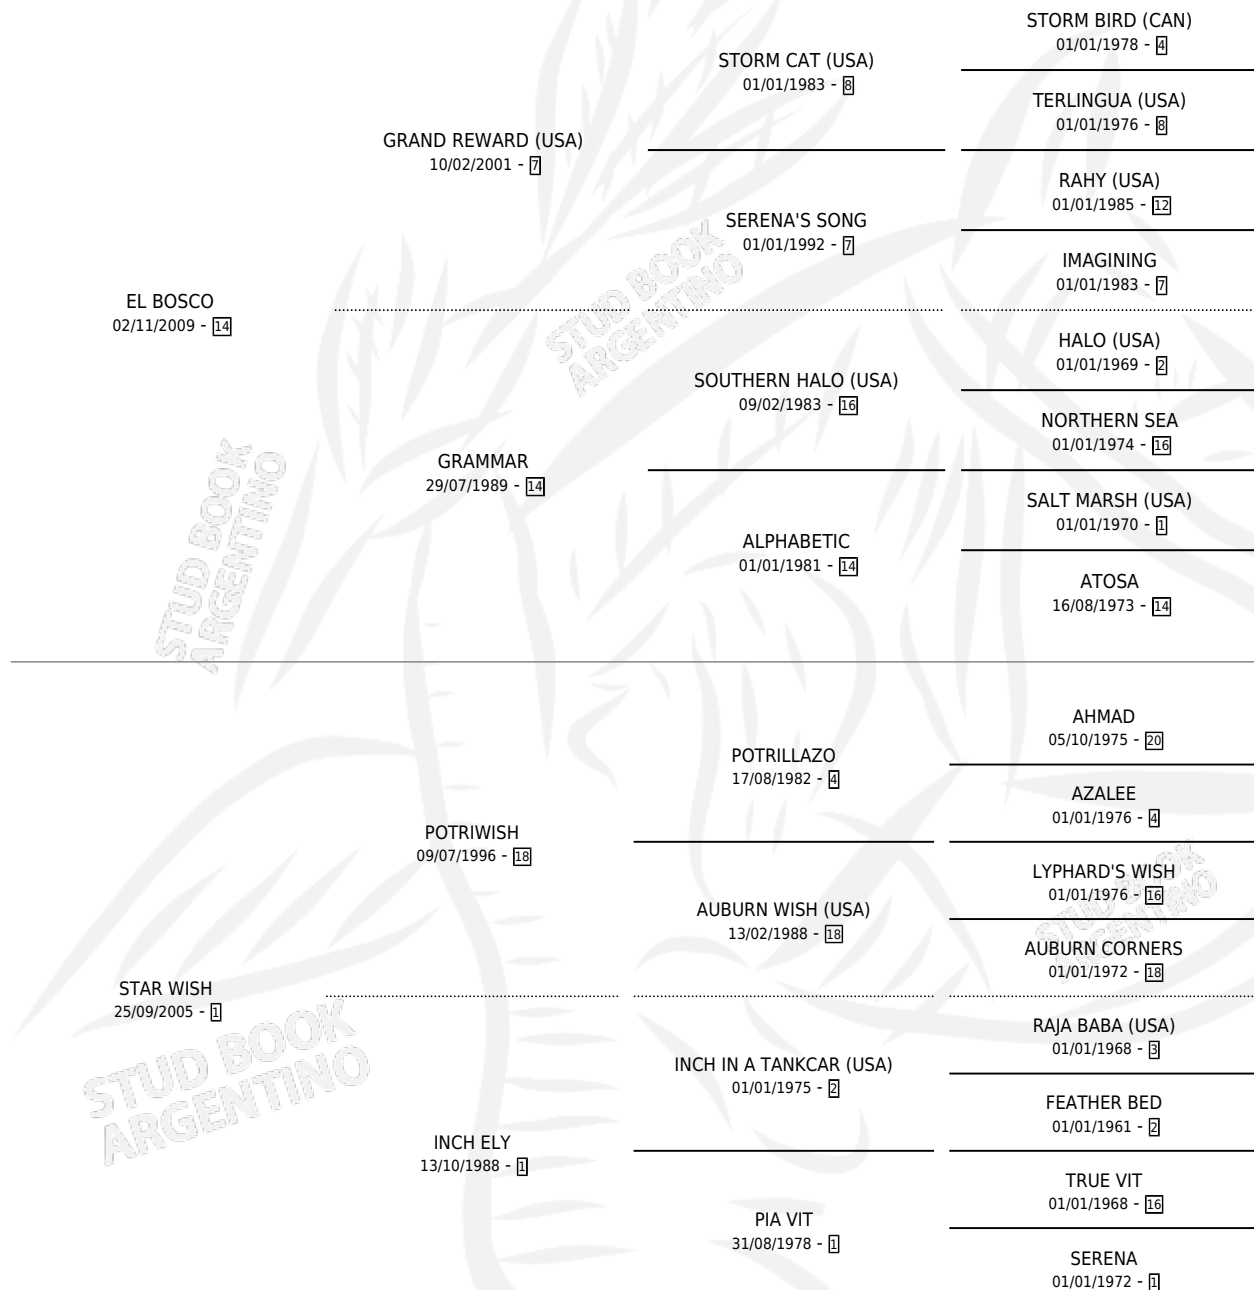 STORM BIRD (CAN)
01/01/1978 - 4
STORM CAT (USA)
01/01/1983 - 8
TERLINGUA (USA)
01/01/1976 - 8
GRAND REWARD (USA)
10/02/2001 - 7
RAHY (USA)
01/01/1985 - 12
SERENA'S SONG
01/01/1992 - 7
IMAGINING
01/01/1983 - 7
EL BOSCO
02/11/2009 - 14
HALO (USA)
01/01/1969 - 2
SOUTHERN HALO (USA)
09/02/1983 - 16
NORTHERN SEA
01/01/1974 - 16
GRAMMAR
29/07/1989 - 14
SALT MARSH (USA)
01/01/1970 - 1
ALPHABETIC
01/01/1981 - 14
ATOSA
16/08/1973 - 14
AHMAD
05/10/1975 - 20
POTRILLAZO
17/08/1982 - 4
AZALEE
01/01/1976 - 4
POTRIWISH
09/07/1996 - 18
LYPHARD'S WISH
01/01/1976 - 16
AUBURN WISH (USA)
13/02/1988 - 18
AUBURN CORNERS
01/01/1972 - 18
STAR WISH
25/09/2005 - 1
RAJA BABA (USA)
01/01/1968 - 3
INCH IN A TANKCAR (USA)
01/01/1975 - 2
FEATHER BED
01/01/1961 - 2
INCH ELY
13/10/1988 - 1
TRUE VIT
01/01/1968 - 16
PIA VIT
31/08/1978 - 1
SERENA
01/01/1972 - 1
STUD BOOK
ARGENTINO
STUD BOOK
ARGENTINO
STUD BOOK
ARGENTINO
STUD BOOK
ARGENTINO